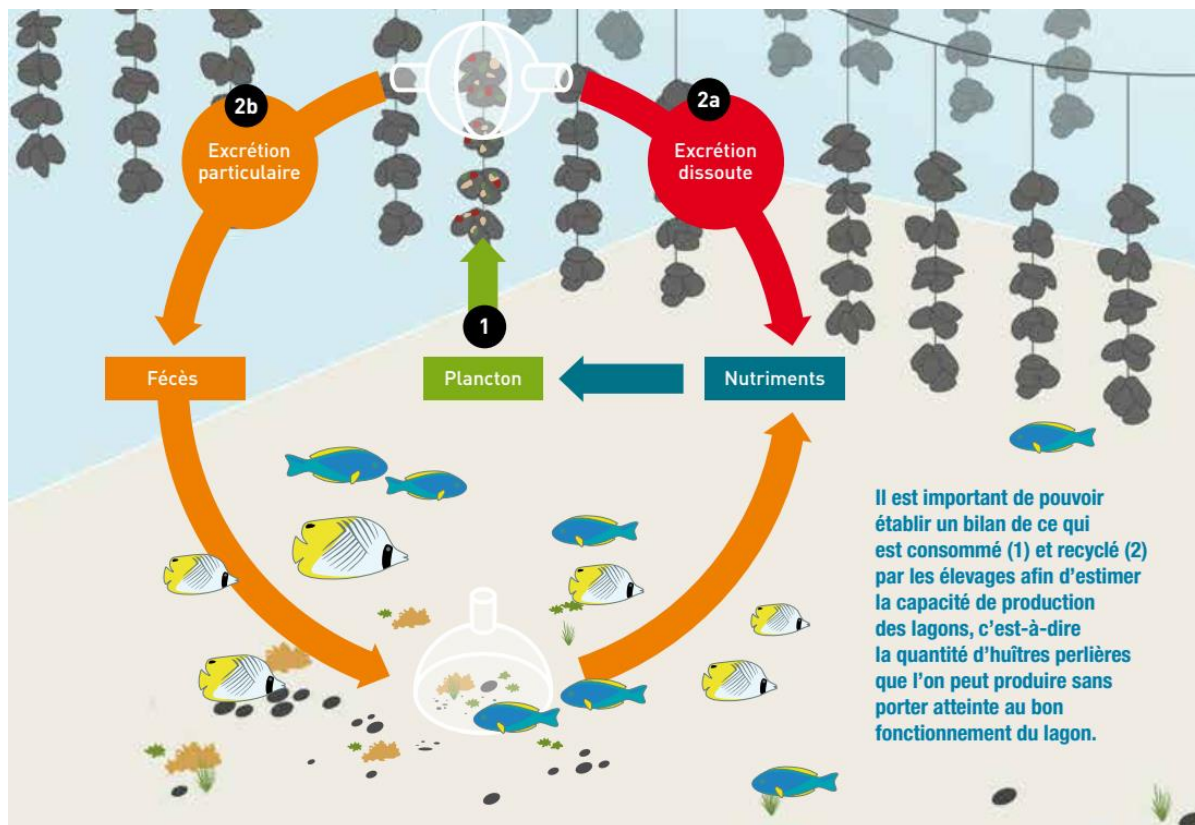 2b
Excrétion
particulaire
2a
Excrétion
dissoute
1
Fécès
Plancton
Nutriments
Il est important de pouvoir
établir un bilan de ce qui
est consommé (1) et recyclé (2)
par les élevages afin d’estimer
la capacité de production
des lagons, c’est-à-dire
la quantité d’huîtres perlières
que l’on peut produire sans
porter atteinte au bon
fonctionnement du lagon.